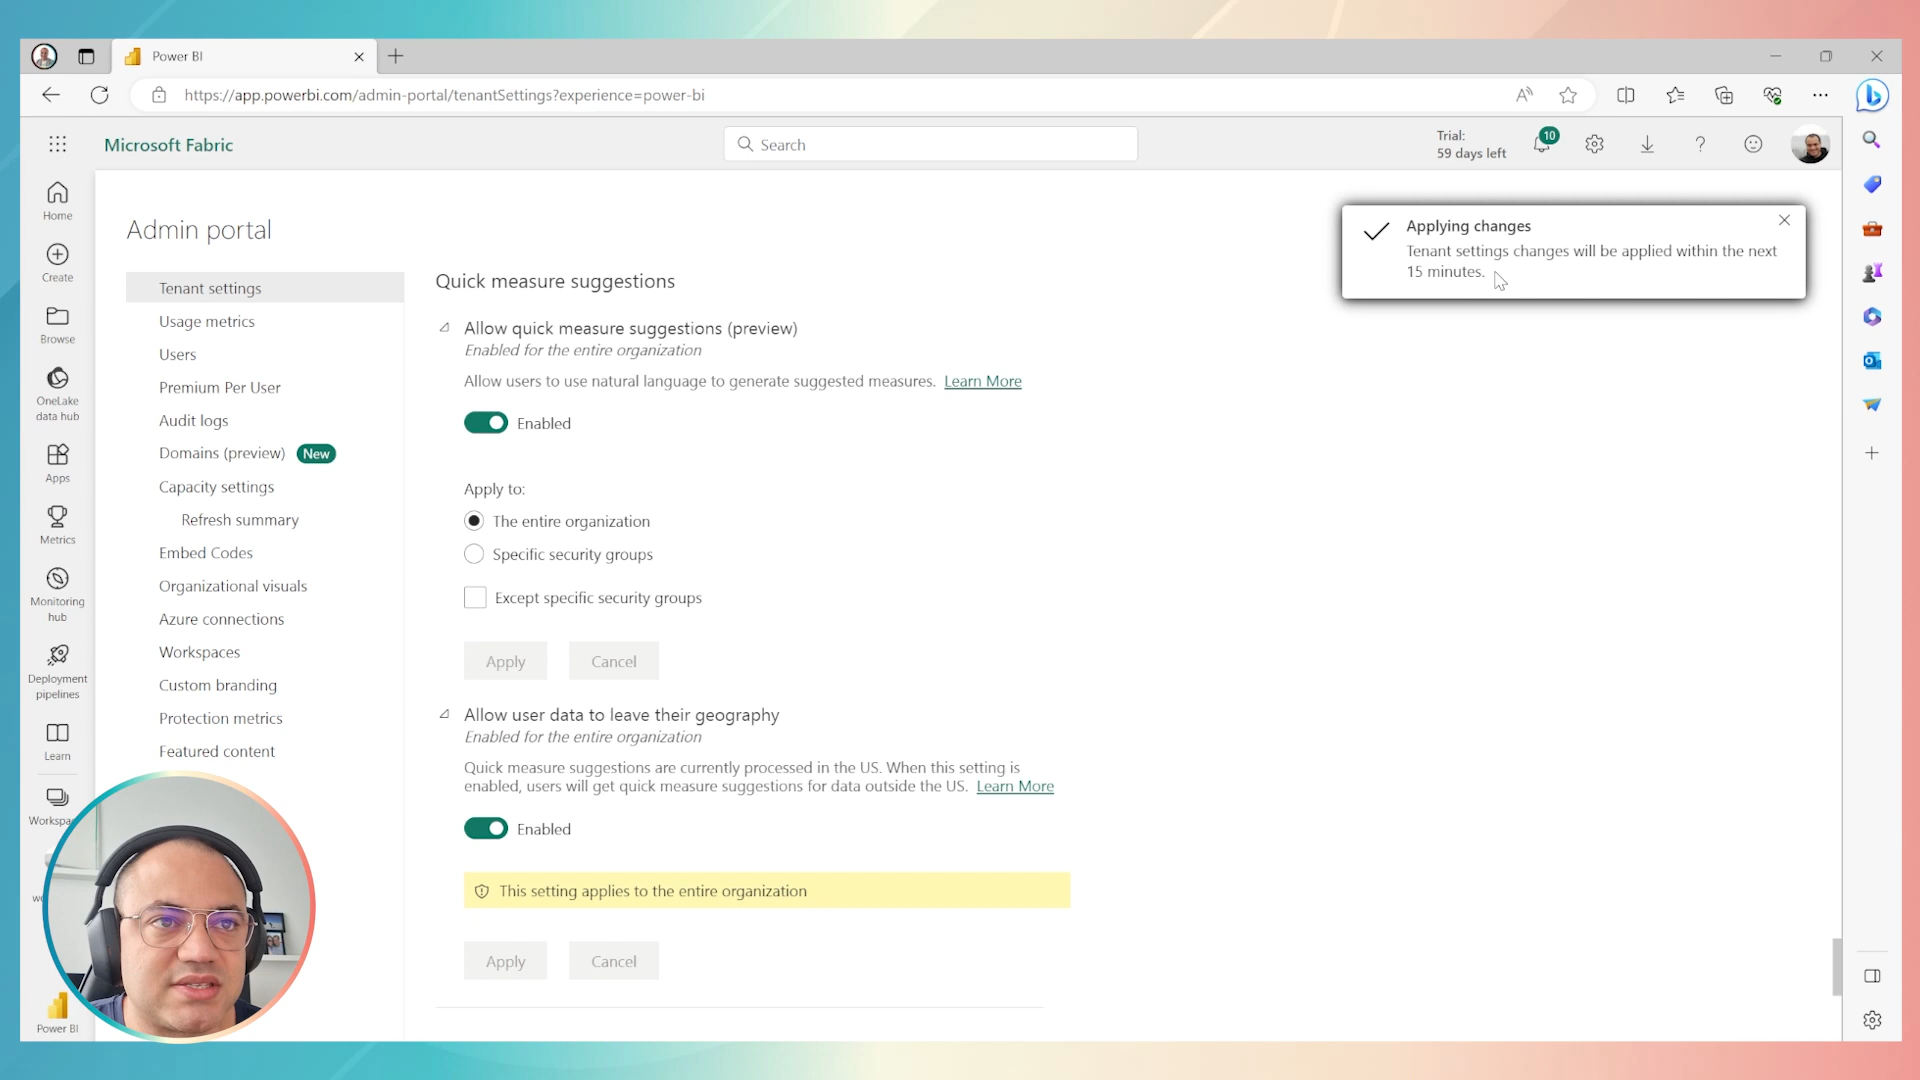 Power BI
https://app.powerbi.com/admin-portal/tenantSettings?experience=power-bi
Microsoft Fabric
Search
Trial:
59 days left
10
Home
Create
Browse
OneLake
data hub
Apps
Metrics
Monitoring
hub
Deployment
pipelines
Learn
Power BI
Admin portal
Tenant settings
Usage metrics
Users
Premium Per User
Audit logs
Domains (preview) New
Capacity settings
Refresh summary
Embed Codes
Organizational visuals
Azure connections
Workspaces
Custom branding
Protection metrics
Featured content
Quick measure suggestions
Allow quick measure suggestions (preview)
Enabled for the entire organization
Allow users to use natural language to generate suggested measures. Learn More
Enabled
Apply to:
The entire organization
Specific security groups
Except specific security groups
Apply Cancel
Allow user data to leave their geography
Enabled for the entire organization
Quick measure suggestions are currently processed in the US. When this setting is
enabled, users will get quick measure suggestions for data outside the US. Learn More
Enabled
This setting applies to the entire organization
Apply Cancel
Applying changes
Tenant settings changes will be applied within the next
15 minutes.